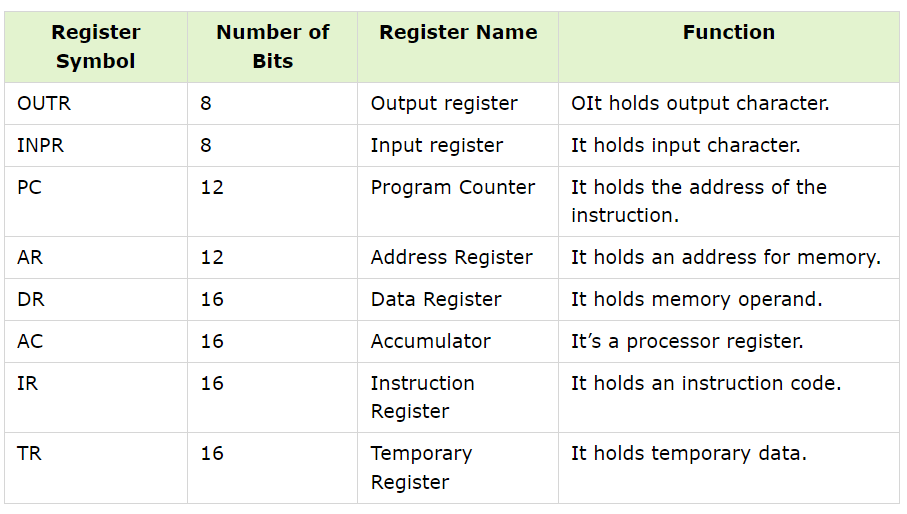 Register Symbol Number of Bits Register Name Function
OUTR 8 Output register OIt holds output character.
INPR 8 Input register It holds input character.
PC 12 Program Counter It holds the address of the instruction.
AR 12 Address Register It holds an address for memory.
DR 16 Data Register It holds memory operand.
AC 16 Accumulator It’s a processor register.
IR 16 Instruction Register It holds an instruction code.
TR 16 Temporary Register It holds temporary data.